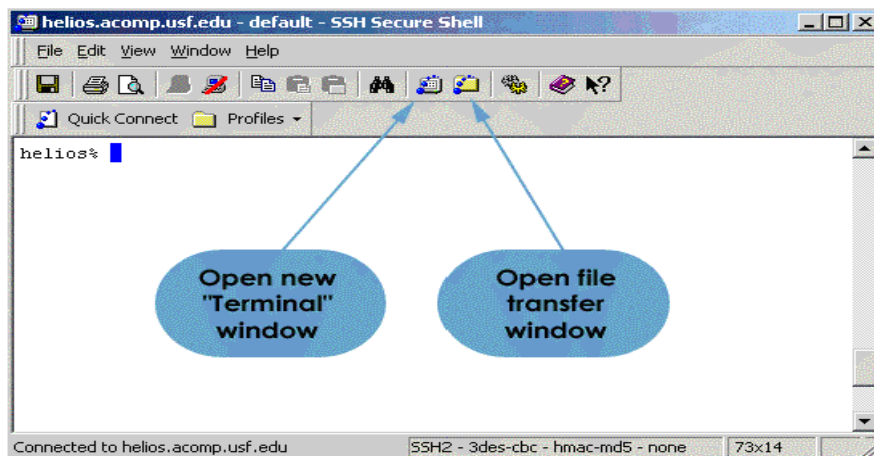 helios.acomp.usf.edu - default - SSH Secure Shell
File Edit View Window Help
Quick Connect Profiles
helios%
Open new
"Terminal"
window
Open file
transfer
window
Connected to helios.acomp.usf.edu SSH2 - 3des-cbc - hmac-md5 - none 73x14